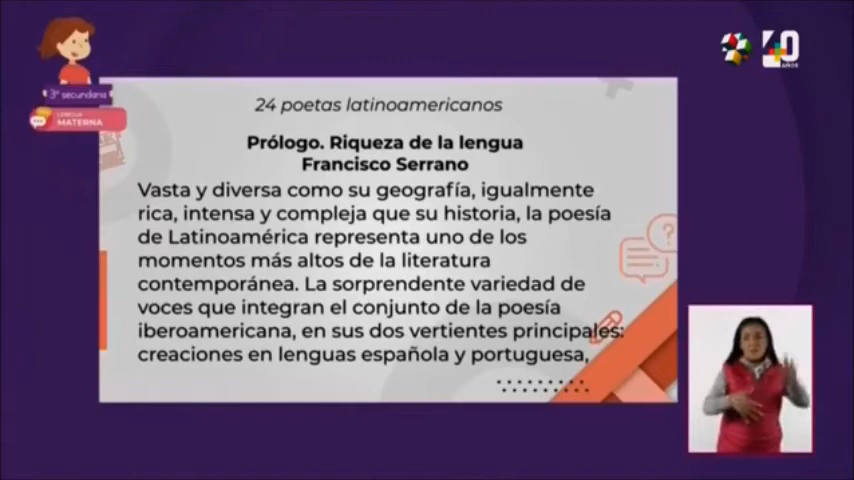 40
AÑOS
3° secundaria
LENGUA
MATERNA
24 poetas latinoamericanos
Prólogo. Riqueza de la lengua
Francisco Serrano
Vasta y diversa como su geografía, igualmente
rica, intensa y compleja que su historia, la poesía
de Latinoamérica representa uno de los
momentos más altos de la literatura
contemporánea. La sorprendente variedad de
voces que integran el conjunto de la poesía
iberoamericana, en sus dos vertientes principales:
creaciones en lenguas española y portuguesa,